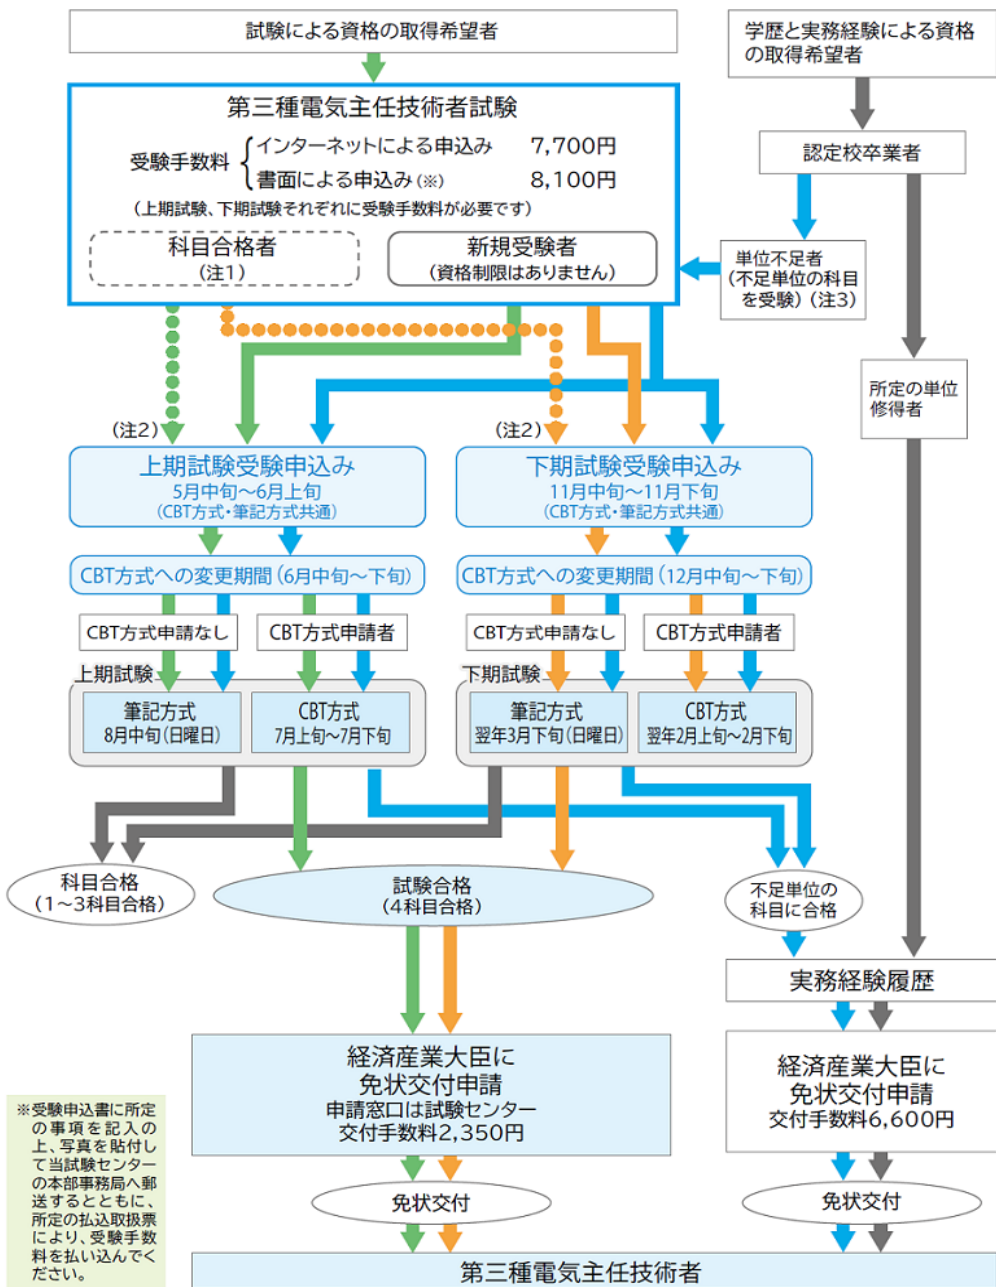 試験による資格の取得希望者
学歴と実務経験による資格
の取得希望者
第三種電気主任技術者試験
受験手数料
インターネットによる申込み 7,700円
書面による申込み(※) 8,100円
(上期試験、下期試験それぞれに受験手数料が必要です)
科目合格者
(注1)
新規受験者
(資格制限はありません)
認定校卒業者
単位不足者
(不足単位の科目
を受験)(注3)
所定の単位
修得者
(注2)
(注2)
上期試験受験申込み
5月中旬～6月上旬
(CBT方式・筆記方式共通)
下期試験受験申込み
11月中旬～11月下旬
(CBT方式・筆記方式共通)
CBT方式への変更期間(6月中旬～下旬)
CBT方式への変更期間(12月中旬～下旬)
CBT方式申請なし
CBT方式申請者
CBT方式申請なし
CBT方式申請者
上期試験
下期試験
筆記方式
8月中旬(日曜日)
CBT方式
7月上旬～7月下旬
筆記方式
翌年3月下旬(日曜日)
CBT方式
翌年2月上旬～2月下旬
科目合格
(1～3科目合格)
試験合格
(4科目合格)
不足単位の
科目に合格
実務経験履歴
経済産業大臣に
免状交付申請
申請窓口は試験センター
交付手数料2,350円
経済産業大臣に
免状交付申請
交付手数料6,600円
※受験申込書に所定
の事項を記入の
上、写真を貼付し
て当試験センター
の本部事務局へ郵
送するとともに、
所定の払込取扱票
により、受験手数
料を払い込んでく
ださい。
免状交付
免状交付
第三種電気主任技術者